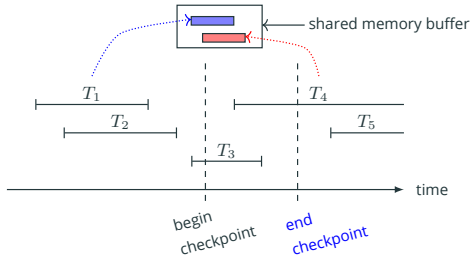 shared memory buffer
T1
T4
T2
T5
T3
time
begin
checkpoint
end
checkpoint